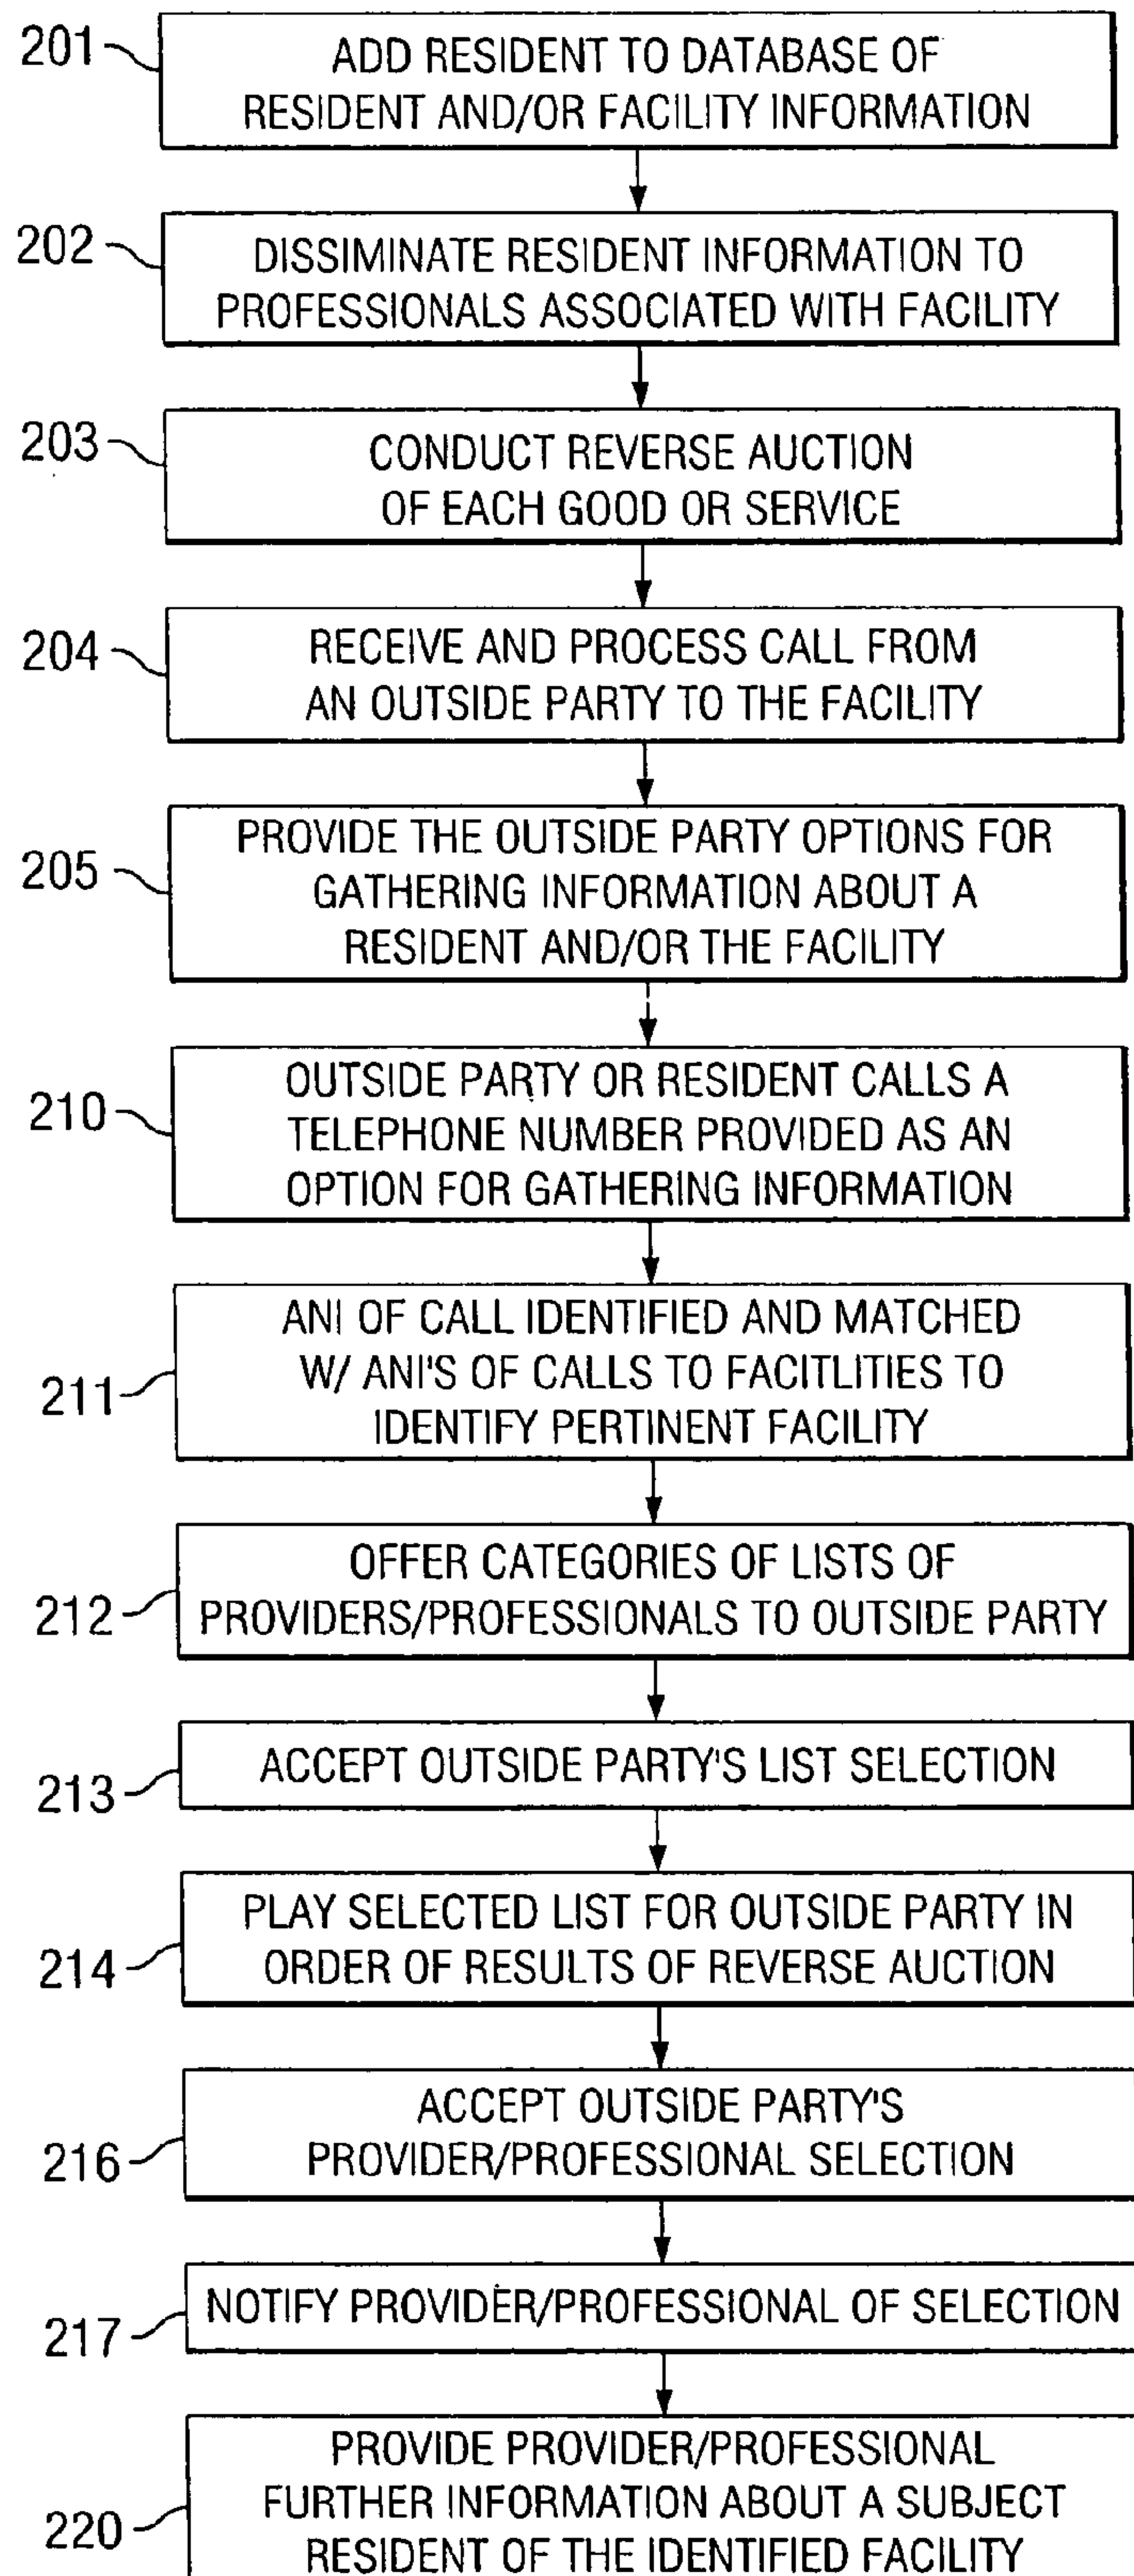 201
ADD RESIDENT TO DATABASE OF
RESIDENT AND/OR FACILITY INFORMATION
202
DISSIMINATE RESIDENT INFORMATION TO
PROFESSIONALS ASSOCIATED WITH FACILITY
203
CONDUCT REVERSE AUCTION
OF EACH GOOD OR SERVICE
204
RECEIVE AND PROCESS CALL FROM
AN OUTSIDE PARTY TO THE FACILITY
205
PROVIDE THE OUTSIDE PARTY OPTIONS FOR
GATHERING INFORMATION ABOUT A
RESIDENT AND/OR THE FACILITY
210
OUTSIDE PARTY OR RESIDENT CALLS A
TELEPHONE NUMBER PROVIDED AS AN
OPTION FOR GATHERING INFORMATION
211
ANI OF CALL IDENTIFIED AND MATCHED
W/ ANI'S OF CALLS TO FACITLITIES TO
IDENTIFY PERTINENT FACILITY
212
OFFER CATEGORIES OF LISTS OF
PROVIDERS/PROFESSIONALS TO OUTSIDE PARTY
213
ACCEPT OUTSIDE PARTY'S LIST SELECTION
214
PLAY SELECTED LIST FOR OUTSIDE PARTY IN
ORDER OF RESULTS OF REVERSE AUCTION
216
ACCEPT OUTSIDE PARTY'S
PROVIDER/PROFESSIONAL SELECTION
217
NOTIFY PROVIDER/PROFESSIONAL OF SELECTION
220
PROVIDE PROVIDER/PROFESSIONAL
FURTHER INFORMATION ABOUT A SUBJECT
RESIDENT OF THE IDENTIFIED FACILITY